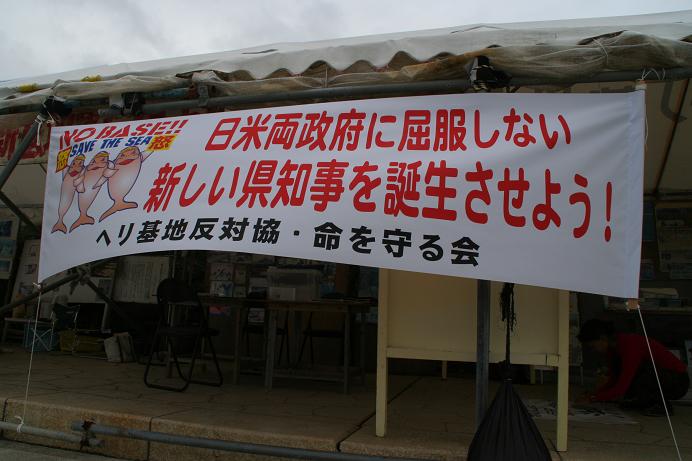 NO BASE!!
SAVE THE SEA
怒
怒
日米両政府に屈服しない
新しい県知事を誕生させよう!
ヘリ基地反対協・命を守る会